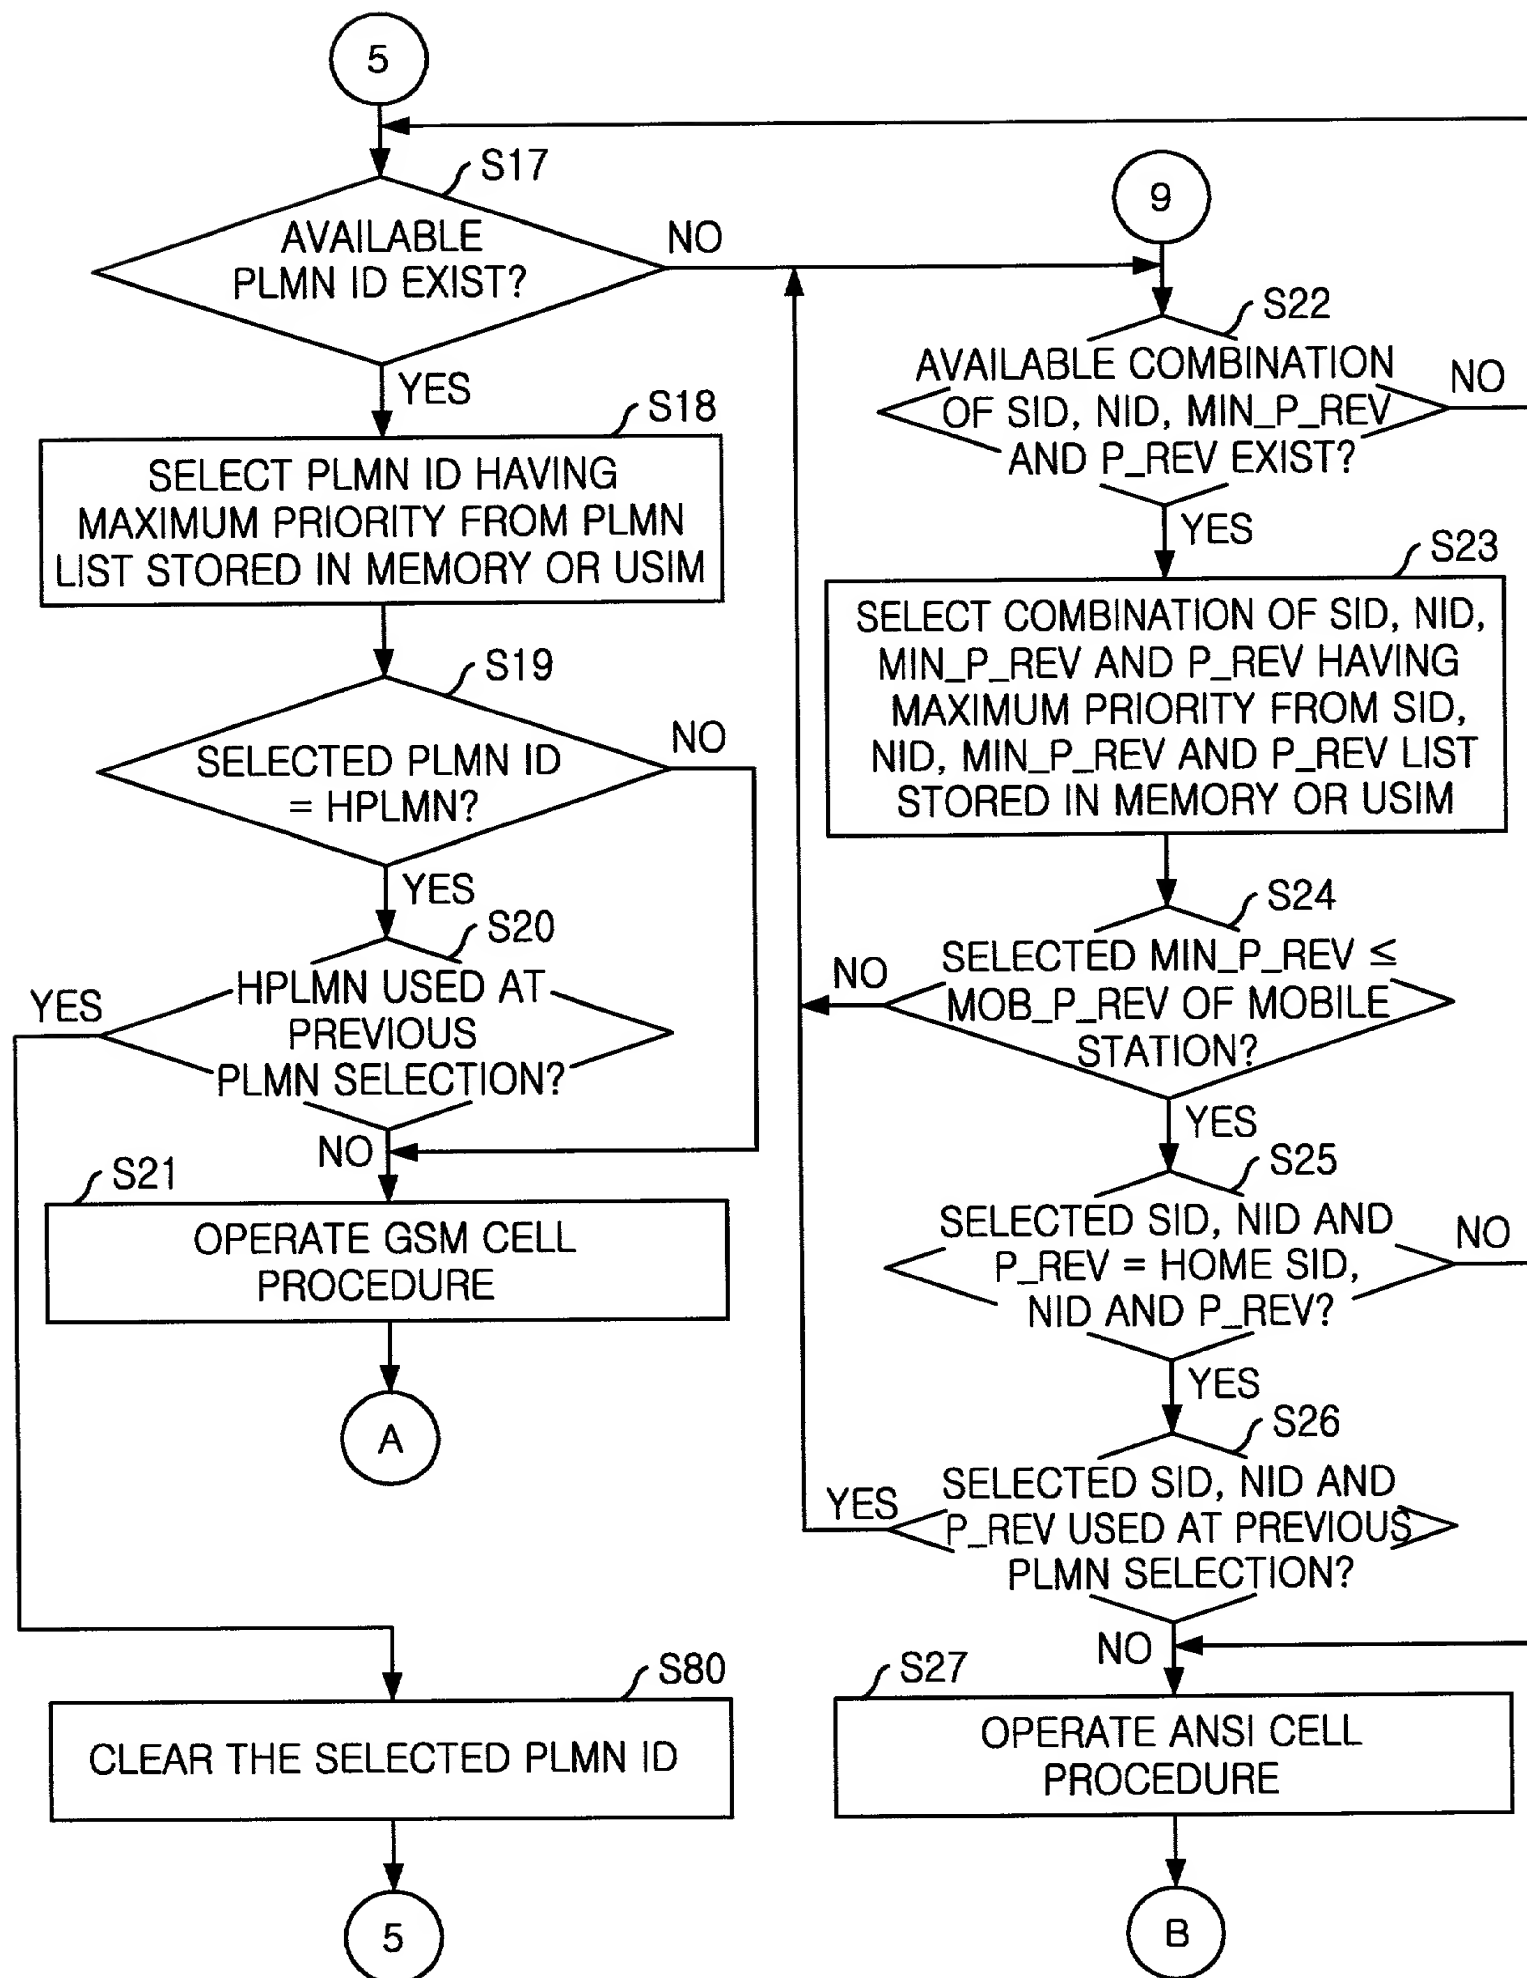 5
S17
AVAILABLE
PLMN ID EXIST?
NO
YES
S18
SELECT PLMN ID HAVING
MAXIMUM PRIORITY FROM PLMN
LIST STORED IN MEMORY OR USIM
S19
SELECTED PLMN ID
= HPLMN?
NO
YES
S20
HPLMN USED AT
PREVIOUS
PLMN SELECTION?
YES
NO
S21
OPERATE GSM CELL
PROCEDURE
A
S80
CLEAR THE SELECTED PLMN ID
5
9
S22
AVAILABLE COMBINATION
OF SID, NID, MIN_P_REV
AND P_REV EXIST?
NO
YES
S23
SELECT COMBINATION OF SID, NID,
MIN_P_REV AND P_REV HAVING
MAXIMUM PRIORITY FROM SID,
NID, MIN_P_REV AND P_REV LIST
STORED IN MEMORY OR USIM
S24
SELECTED MIN_P_REV ≤
MOB_P_REV OF MOBILE
STATION?
NO
YES
S25
SELECTED SID, NID AND
P_REV = HOME SID,
NID AND P_REV?
NO
YES
S26
SELECTED SID, NID AND
P_REV USED AT PREVIOUS
PLMN SELECTION?
YES
NO
S27
OPERATE ANSI CELL
PROCEDURE
B